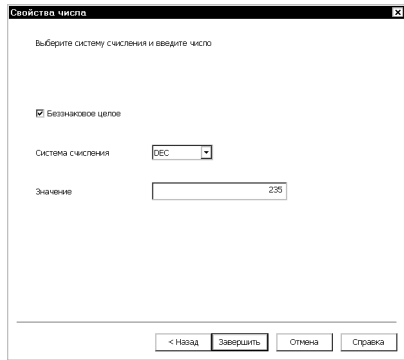 Свойства числа
Выберите систему счисления и введите число
Беззнаковое целое
Система счисления DEC
Значение 235
< Назад Завершить Отмена Справка